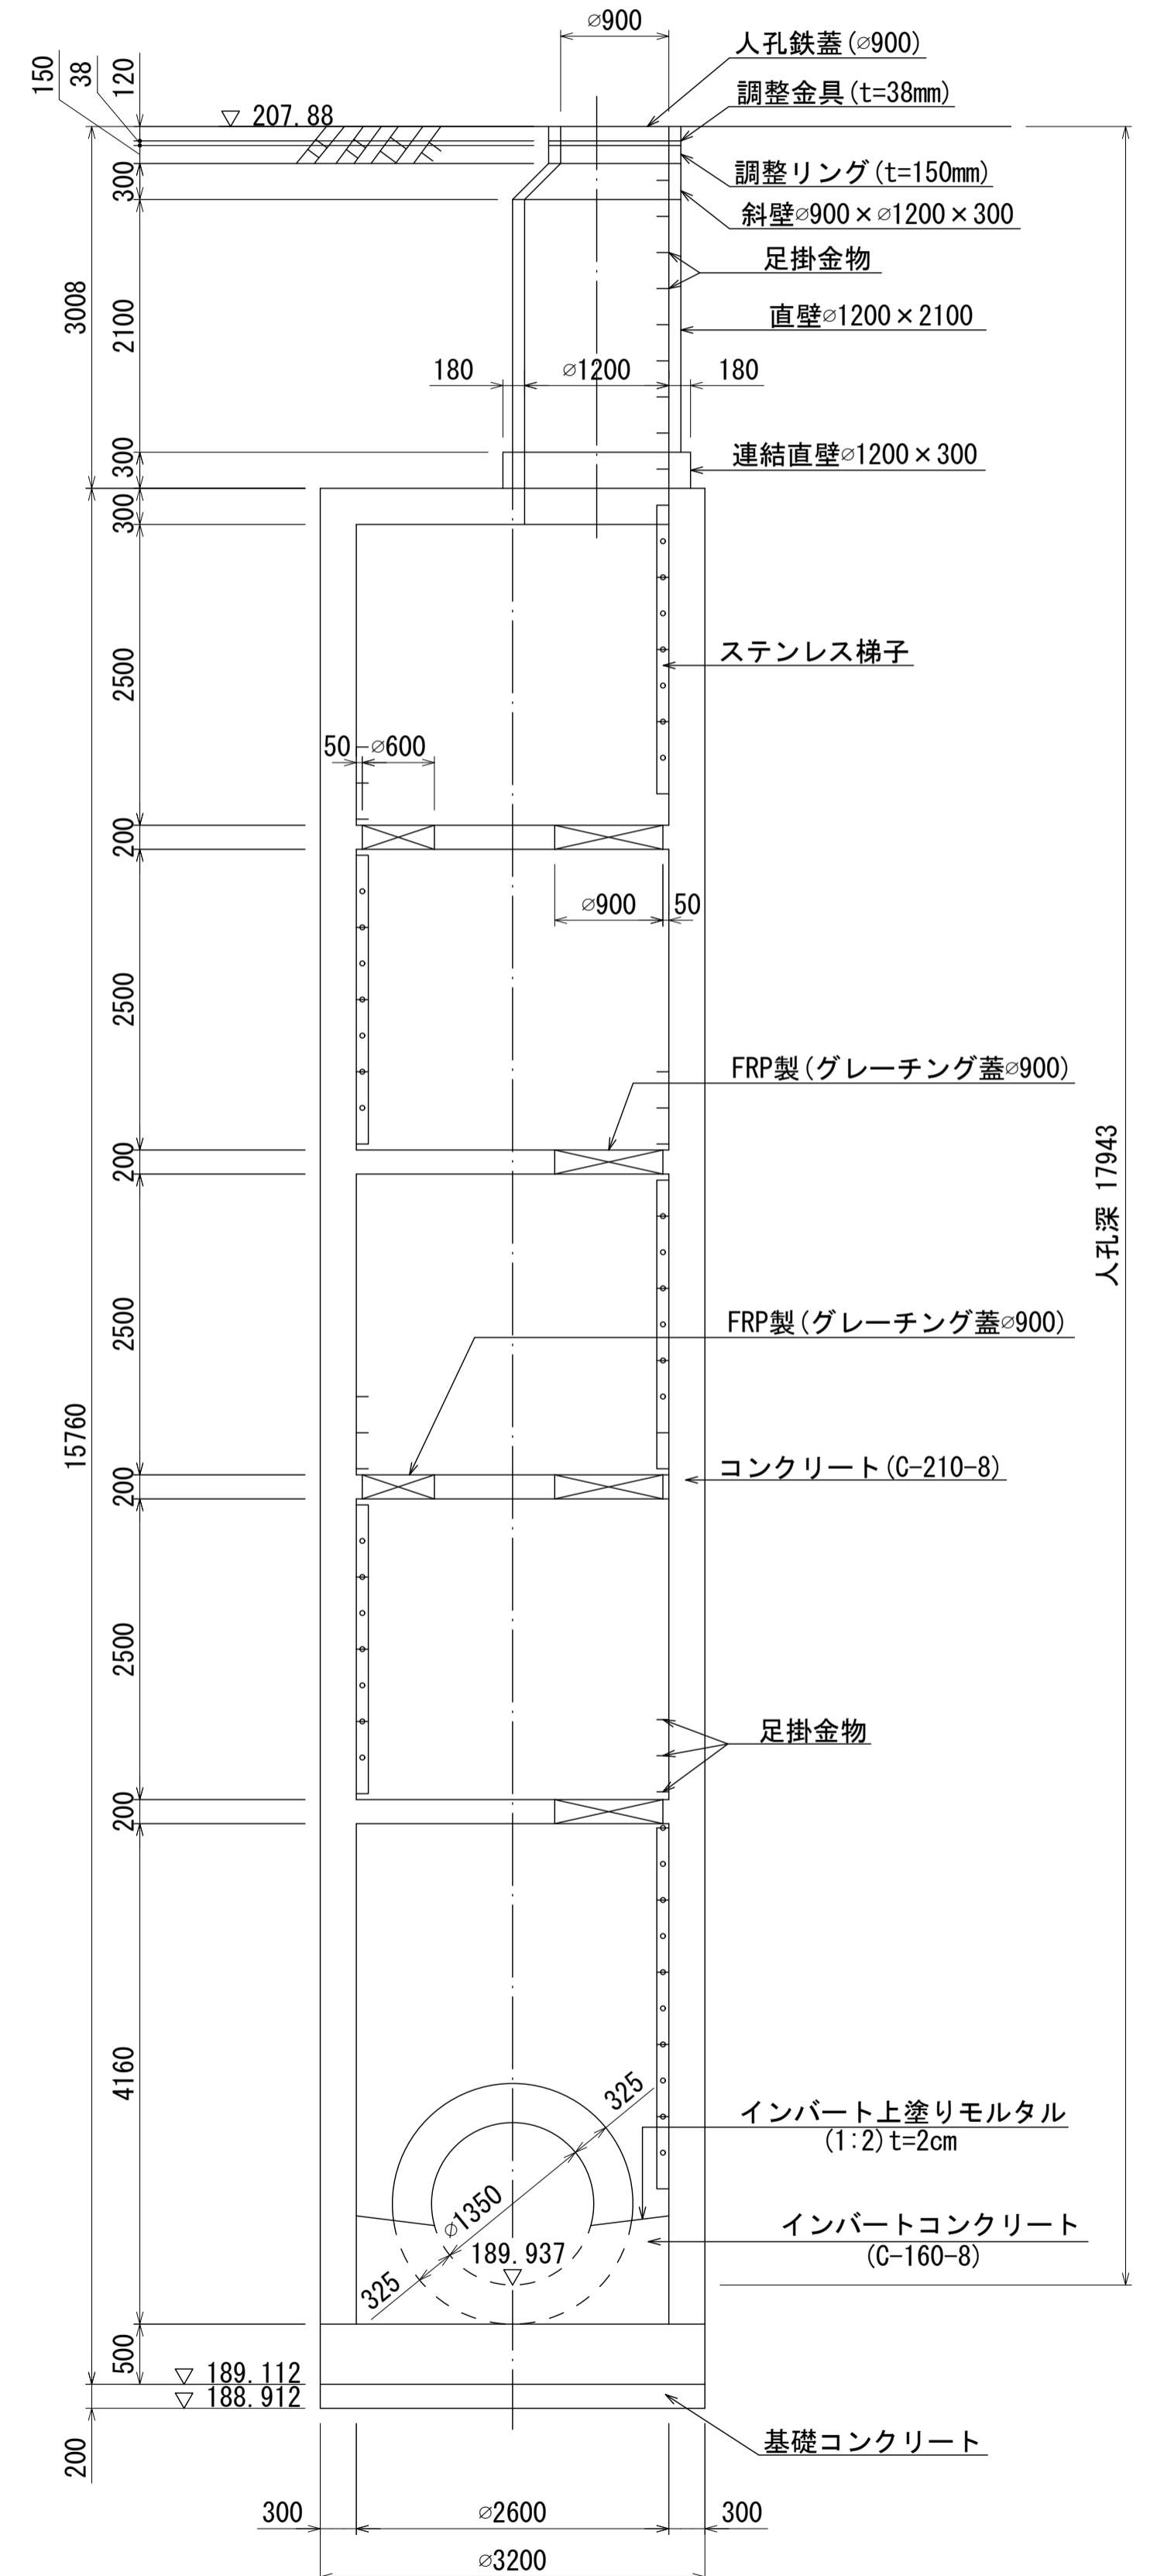 ⌀900
人孔鉄蓋(⌀900)
150
38
120
調整金具(t=38mm)
207.88
調整リング(t=150mm)
300
斜壁⌀900×⌀1200×300
足掛金物
3008
2100
直壁⌀1200×2100
180
⌀1200
180
300
連結直壁⌀1200×300
300
2500
ステンレス梯子
50
⌀600
200
⌀900
50
2500
FRP製(グレーチング蓋⌀900)
200
人孔深 17943
2500
FRP製(グレーチング蓋⌀900)
15760
コンクリート(C-210-8)
200
2500
足掛金物
200
4160
325
インバート上塗りモルタル
(1:2)t=2cm
⌀1350
インバートコンクリート
(C-160-8)
189.937
325
500
189.112
188.912
200
基礎コンクリート
300
⌀2600
300
⌀3200